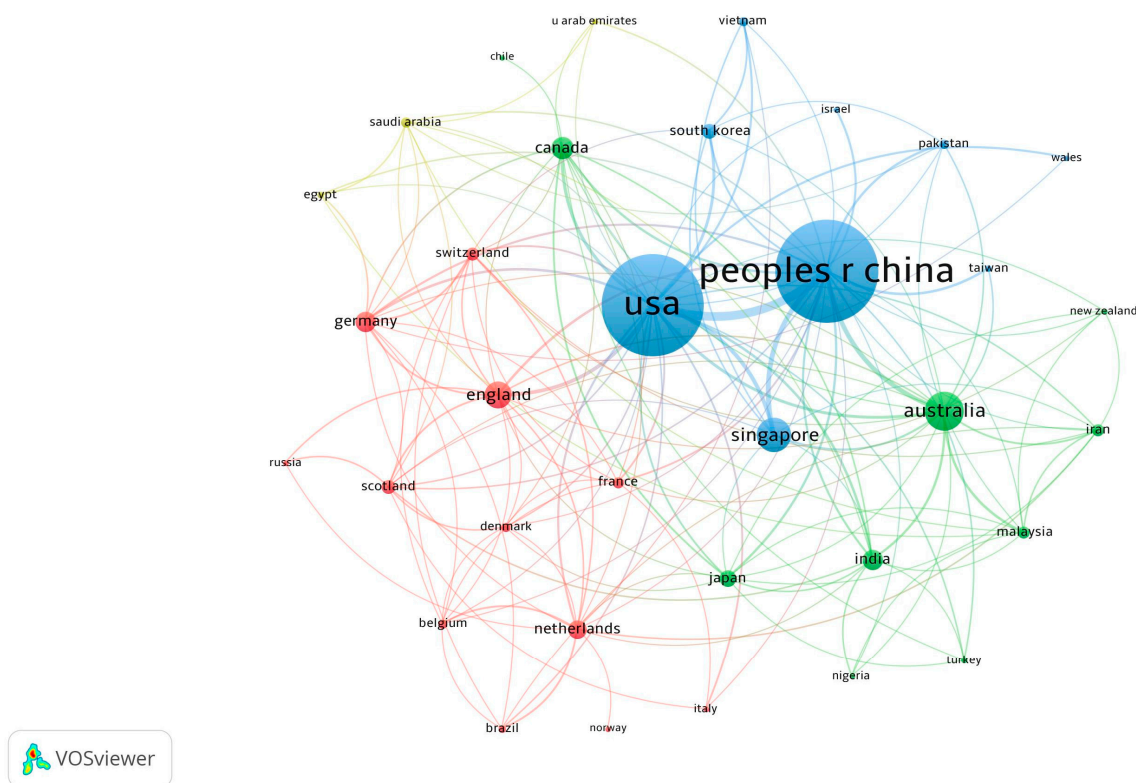 u arab emirates
vietnam
chile
israel
saudi arabia
south korea
canada
pakistan
wales
egypt
switzerland
peoples r china
taiwan
usa
new zealand
germany
england
australia
singapore
iran
russia
scotland
france
denmark
malaysia
india
japan
belgium
netherlands
turkey
nigeria
italy
brazil
norway
VOSviewer